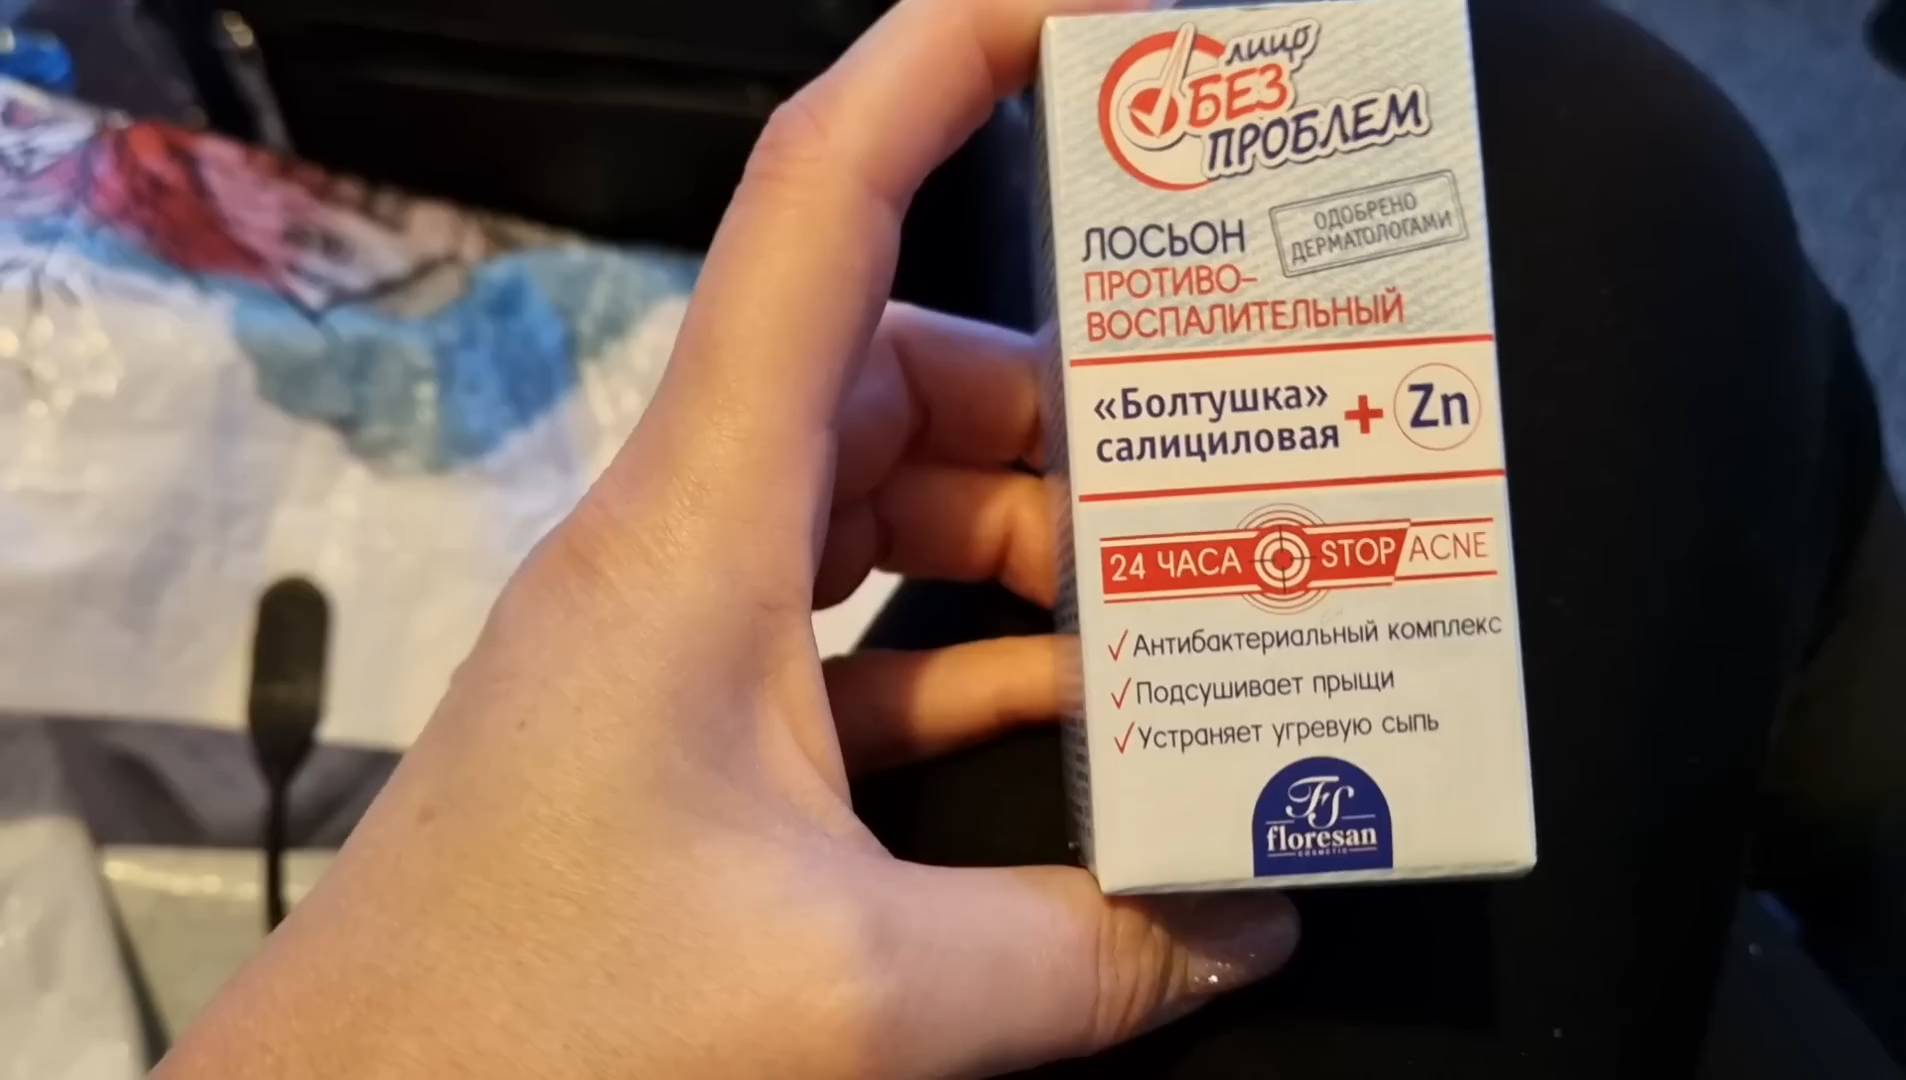 лицо
БЕЗ
ПРОБЛЕМ
ЛОСЬОН
ОДОБРЕНО
ДЕРМАТОЛОГАМИ
ПРОТИВО-
ВОСПАЛИТЕЛЬНЫЙ
«Болтушка»
салициловая + Zn
24 ЧАСА STOP ACNE
Антибактериальный комплекс
Подсушивает прыщи
Устраняет угревую сыпь
FS
floresan
COSMETIC